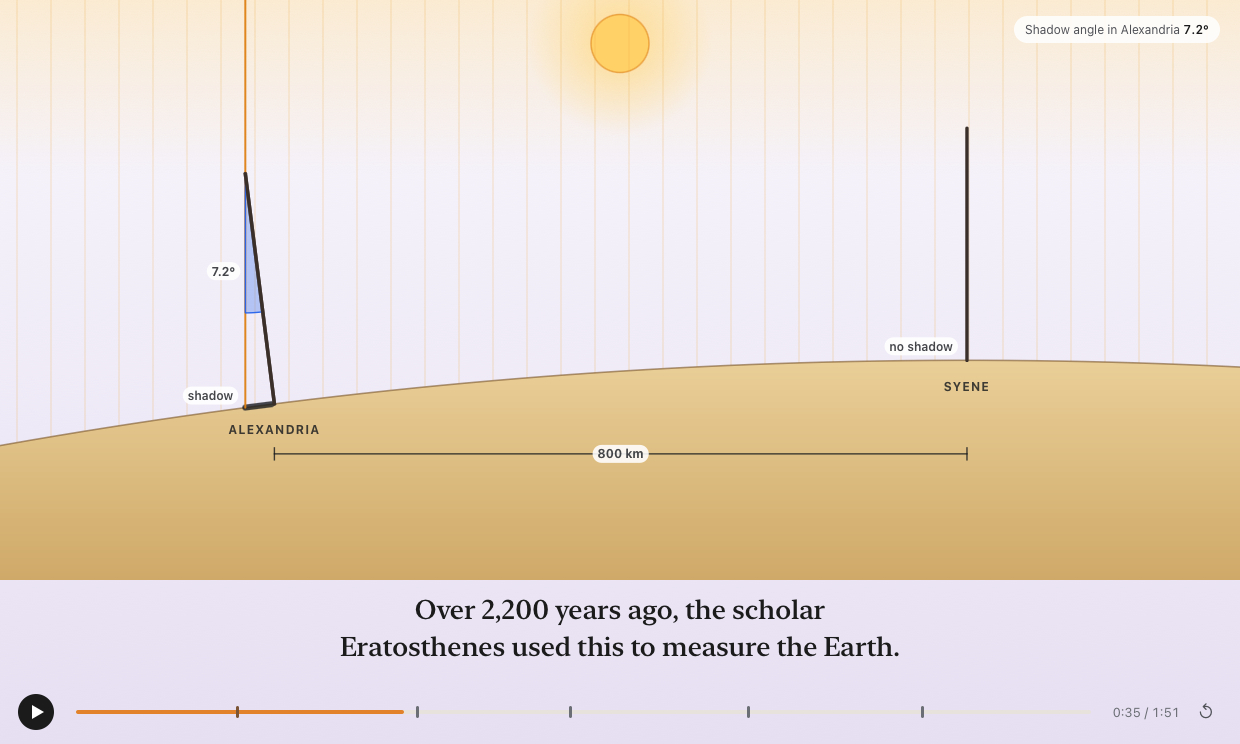 Shadow angle in Alexandria 7.2°
7.2°
no shadow
SYENE
shadow
ALEXANDRIA
800 km
Over 2,200 years ago, the scholar
Eratosthenes used this to measure the Earth.
0:35 / 1:51